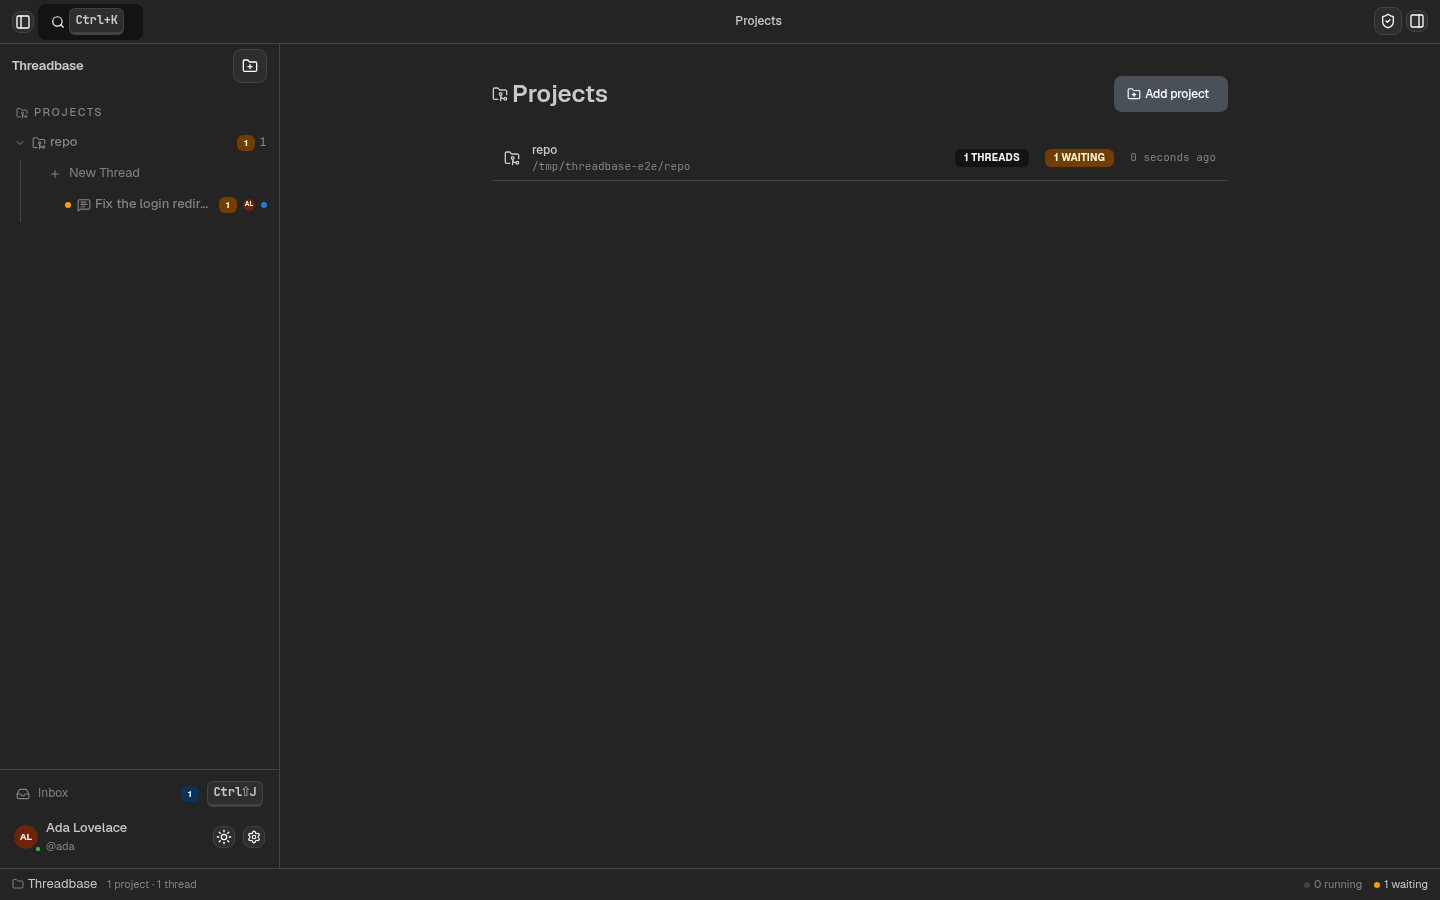 Ctrl+K
Projects
Threadbase
PROJECTS
repo 1 1
New Thread
Fix the login redir... 1 AL
Projects
Add project
repo
/tmp/threadbase-e2e/repo
1 THREADS
1 WAITING
0 seconds ago
Inbox 1 Ctrl⇧J
AL
Ada Lovelace
@ada
Threadbase 1 project · 1 thread
0 running
1 waiting